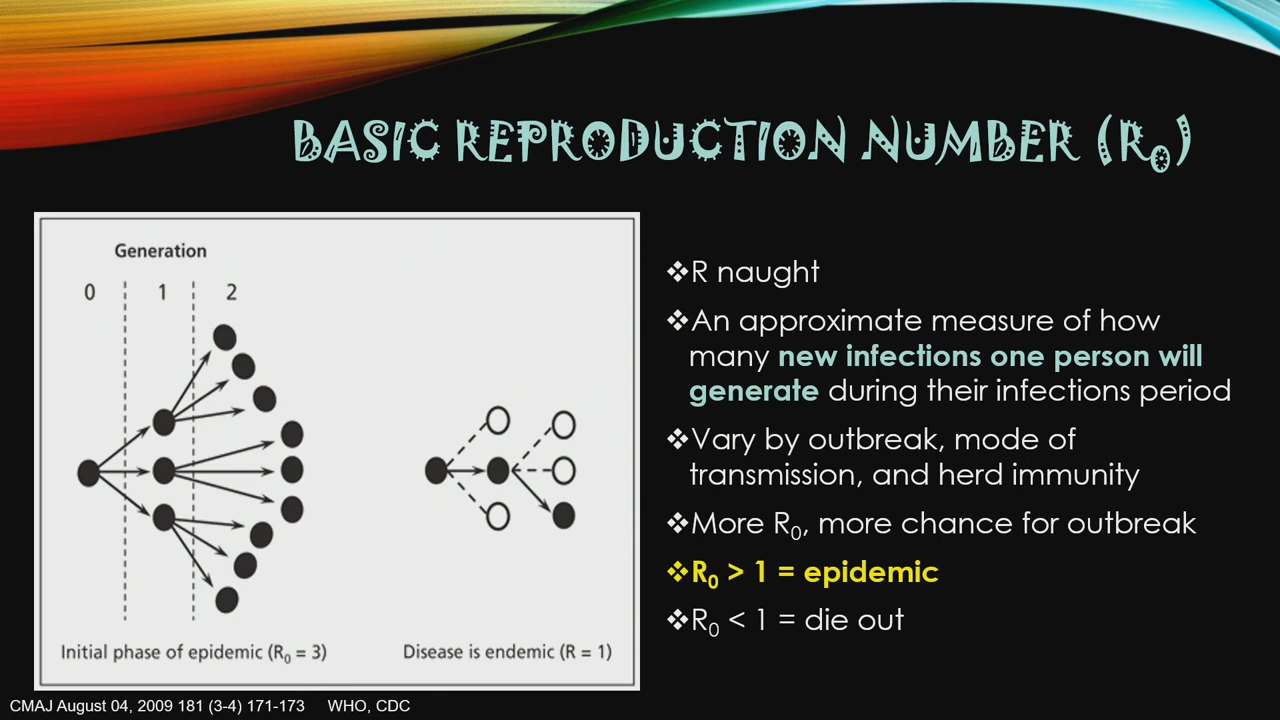 BASIC REPRODUCTION NUMBER (R₀)
Generation
0 1 2
Initial phase of epidemic (R₀ = 3)
Disease is endemic (R = 1)
❖R naught
❖An approximate measure of how
many new infections one person will
generate during their infections period
❖Vary by outbreak, mode of
transmission, and herd immunity
❖More R₀, more chance for outbreak
❖R₀ > 1 = epidemic
❖R₀ < 1 = die out
CMAJ August 04, 2009 181 (3-4) 171-173 WHO, CDC